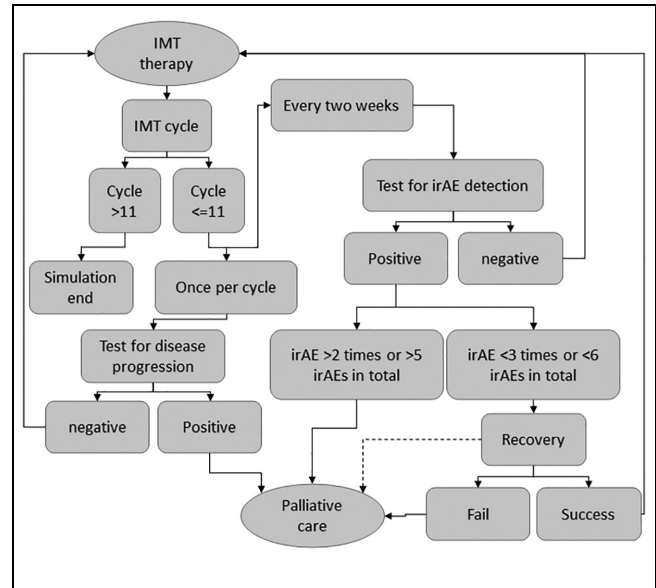 IMT
therapy
IMT cycle
Every two weeks
Cycle
>11
Cycle
<=11
Test for irAE detection
Positive
negative
Simulation
end
Once per cycle
Test for disease
progression
irAE >2 times or >5
irAEs in total
irAE <3 times or <6
irAEs in total
negative
Positive
Recovery
Palliative
care
Fail
Success